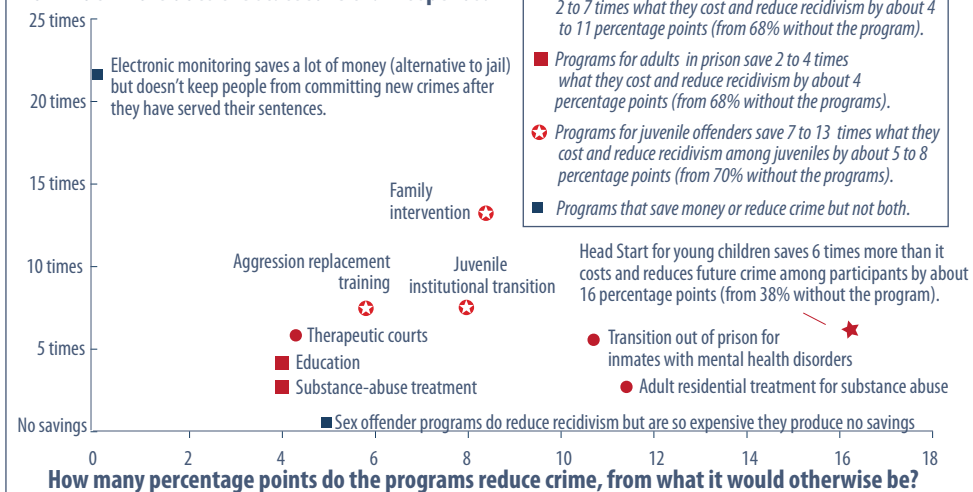 25 times
2 to 7 times what they cost and reduce recidivism by about 4
to 11 percentage points (from 68% without the program).
Programs for adults in prison save 2 to 4 times
what they cost and reduce recidivism by about 4
percentage points (from 68% without the programs).
Programs for juvenile offenders save 7 to 13 times what they
cost and reduce recidivism among juveniles by about 5 to 8
percentage points (from 70% without the programs).
Programs that save money or reduce crime but not both.
Electronic monitoring saves a lot of money (alternative to jail)
but doesn't keep people from committing new crimes after
they have served their sentences.
20 times
15 times
Family
intervention
Head Start for young children saves 6 times more than it
costs and reduces future crime among participants by about
16 percentage points (from 38% without the program).
10 times
Aggression replacement
training
Juvenile
institutional transition
Therapeutic courts
Transition out of prison for
inmates with mental health disorders
5 times
Education
Substance-abuse treatment
Adult residential treatment for substance abuse
No savings
Sex offender programs do reduce recidivism but are so expensive they produce no savings
0 2 4 6 8 10 12 14 16 18
How many percentage points do the programs reduce crime, from what it would otherwise be?